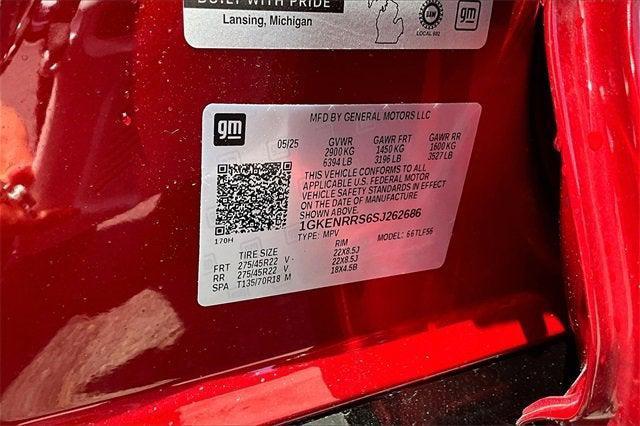 BUILT WITH PRIDE
Lansing, Michigan
UAW
LOCAL 602
gm
gm
MFD BY GENERAL MOTORS LLC
05/25 GVWR GAWR FRT GAWR RR
2900 KG 1450 KG 1600 KG
6394 LB 3196 LB 3527 LB
THIS VEHICLE CONFORMS TO ALL
APPLICABLE U.S. FEDERAL MOTOR
VEHICLE SAFETY STANDARDS IN EFFECT
ON THE DATE OF MANUFACTURE
SHOWN ABOVE.
1GKENRRS6SJ262686
TYPE: MPV MODEL: 66TLF56
170H
TIRE SIZE RIM
FRT 275/45R22 V 22X8.5J
RR 275/45R22 V 22X8.5J
SPA T135/70R18 M 18X4.5B